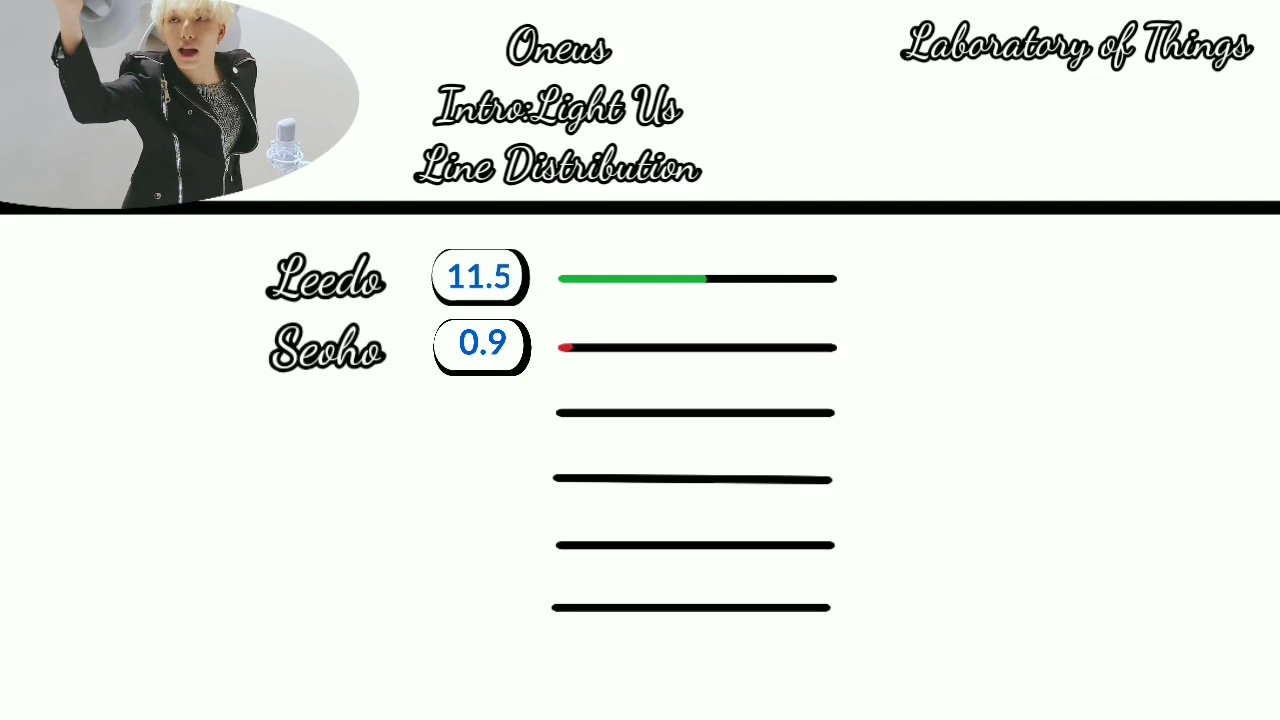 Oneus
Intro:Light Us
Line Distribution
Laboratory of Things
Leedo 11.5
Seoho 0.9